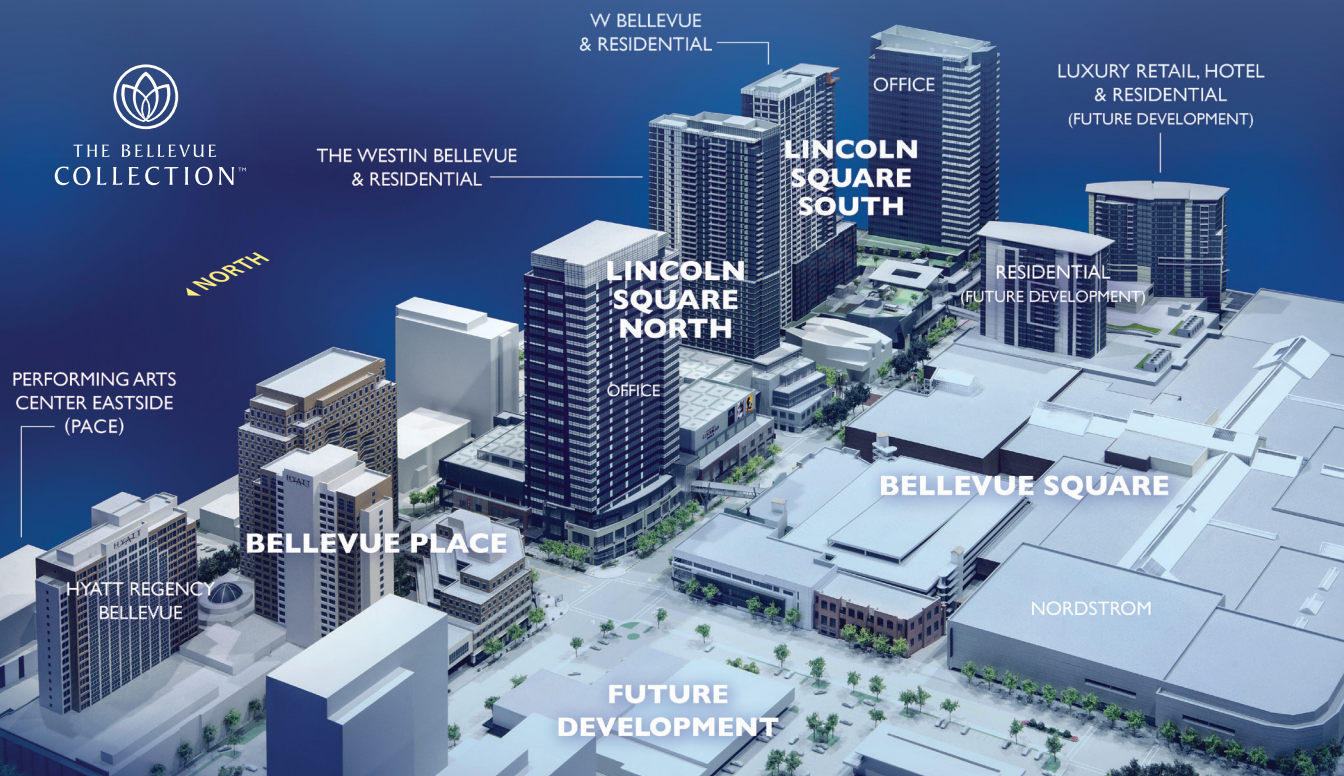 W BELLEVUE
& RESIDENTIAL
OFFICE
LUXURY RETAIL, HOTEL
& RESIDENTIAL
(FUTURE DEVELOPMENT)
THE BELLEVUE
COLLECTION™
THE WESTIN BELLEVUE
& RESIDENTIAL
LINCOLN
SQUARE
SOUTH
NORTH
LINCOLN
SQUARE
NORTH
RESIDENTIAL
(FUTURE DEVELOPMENT)
PERFORMING ARTS
CENTER EASTSIDE
(PACE)
OFFICE
HYATT
BELLEVUE SQUARE
HYATT
BELLEVUE PLACE
HYATT REGENCY
BELLEVUE
NORDSTROM
FUTURE
DEVELOPMENT